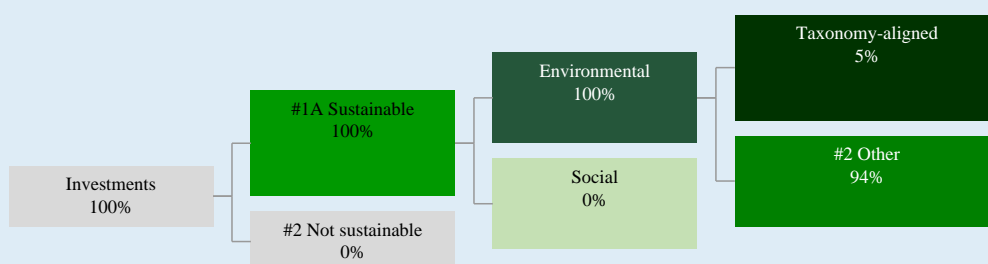 Taxonomy-aligned
5%
Environmental
100%
#1A Sustainable
100%
#2 Other
94%
Social
0%
Investments
100%
#2 Not sustainable
0%